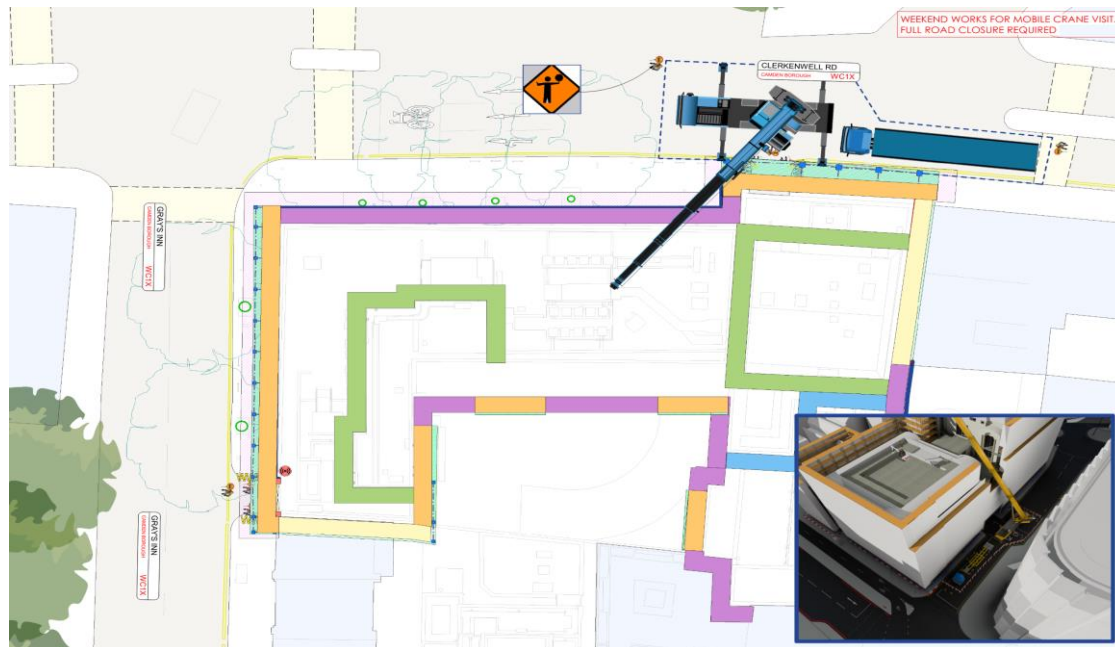 WEEKEND WORKS FOR MOBILE CRANE VISIT
FULL ROAD CLOSURE REQUIRED
CLERKENWELL RD
CAMDEN BOROUGH WC1X
GRAY'S INN
CAMDEN BOROUGH WC1X
GRAY'S INN
CAMDEN BOROUGH WC1X